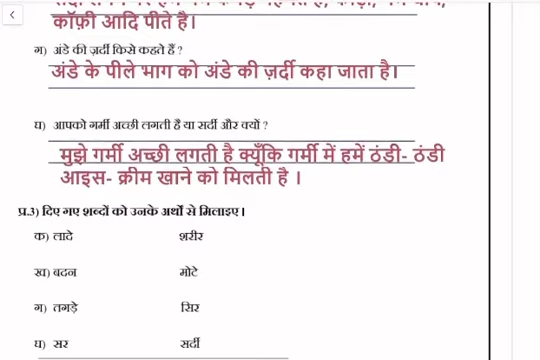 कॉफ़ी आदि पीते है।
ग) अंडे की ज़र्दी किसे कहते हैं ?
अंडे के पीले भाग को अंडे की ज़र्दी कहा जाता है।
घ) आपको गर्मी अच्छी लगती है या सर्दी और क्यों ?
मुझे गर्मी अच्छी लगती है क्यूँकि गर्मी में हमें ठंडी- ठंडी
आइस- क्रीम खाने को मिलती है ।
प्र.3) दिए गए शब्दों को उनके अर्थों से मिलाइए।
क) लादे शरीर
ख) बदन मोटे
ग) तगड़े सिर
घ) सर सर्दी